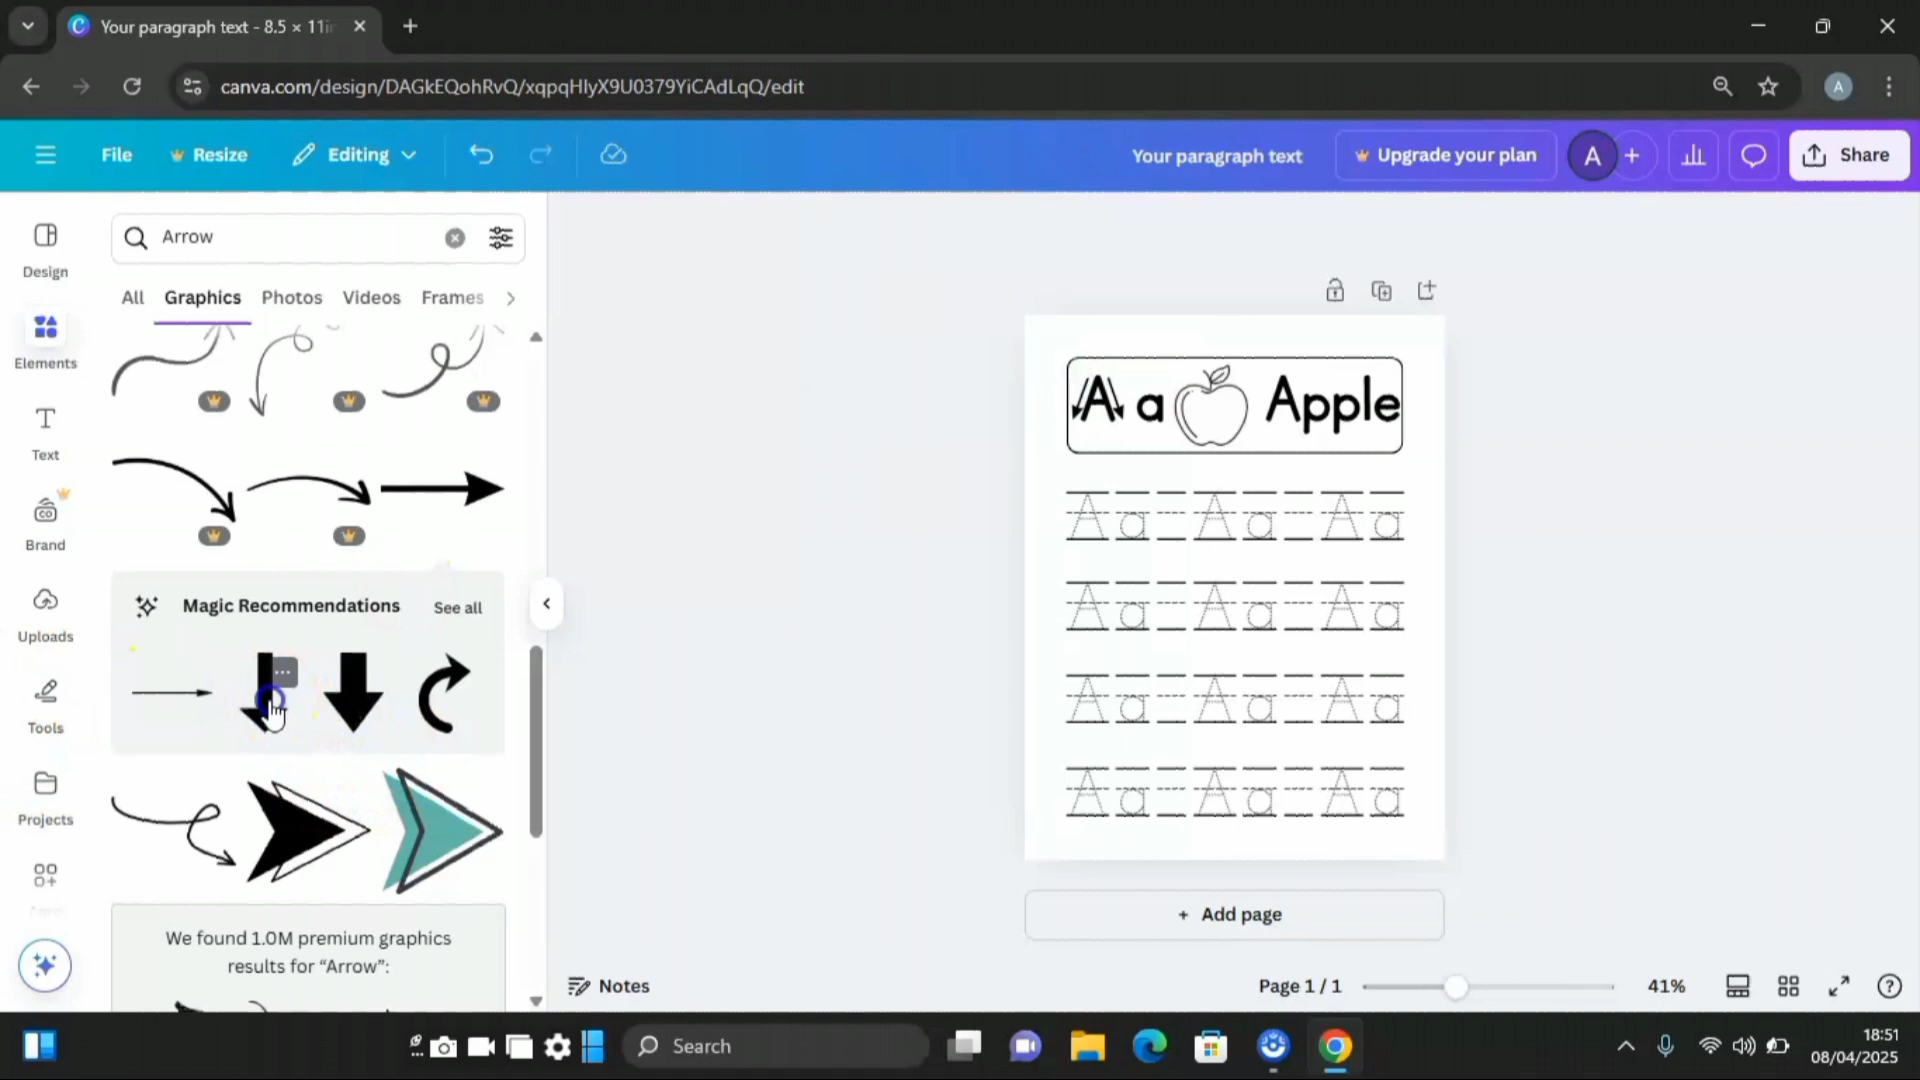 Your paragraph text - 8.5 × 11in
canva.com/design/DAGkEQohRvQ/xqpqHlyX9U0379YiCAdLqQ/edit
A
File
Resize
Editing
Your paragraph text
Upgrade your plan
A
Share
Design
Elements
Text
Brand
Uploads
Tools
Projects
Arrow
All
Graphics
Photos
Videos
Frames
Magic Recommendations
See all
We found 1.0M premium graphics
results for “Arrow”:
A a Apple
A a A a A a
A a A a A a
A a A a A a
A a A a A a
+ Add page
Notes
Page 1 / 1
41%
Search
18:51
08/04/2025